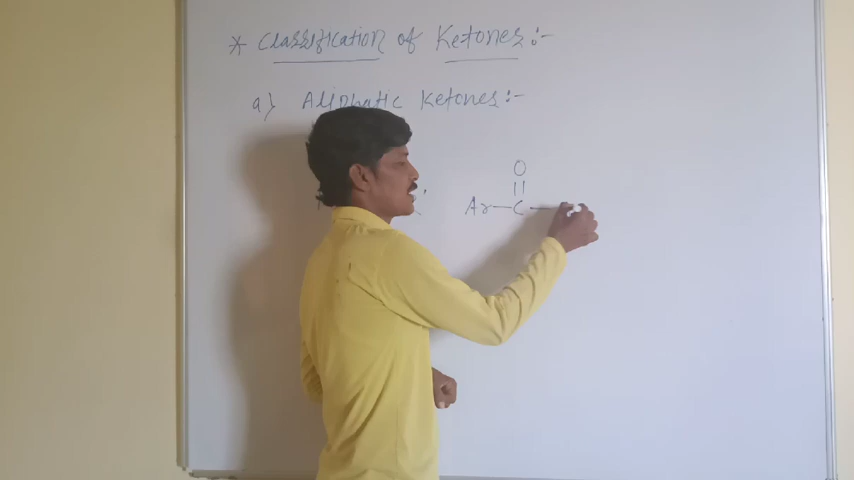 * Classification of Ketones :-
a) Aliphatic Ketones :-
O
||
Ar—C—